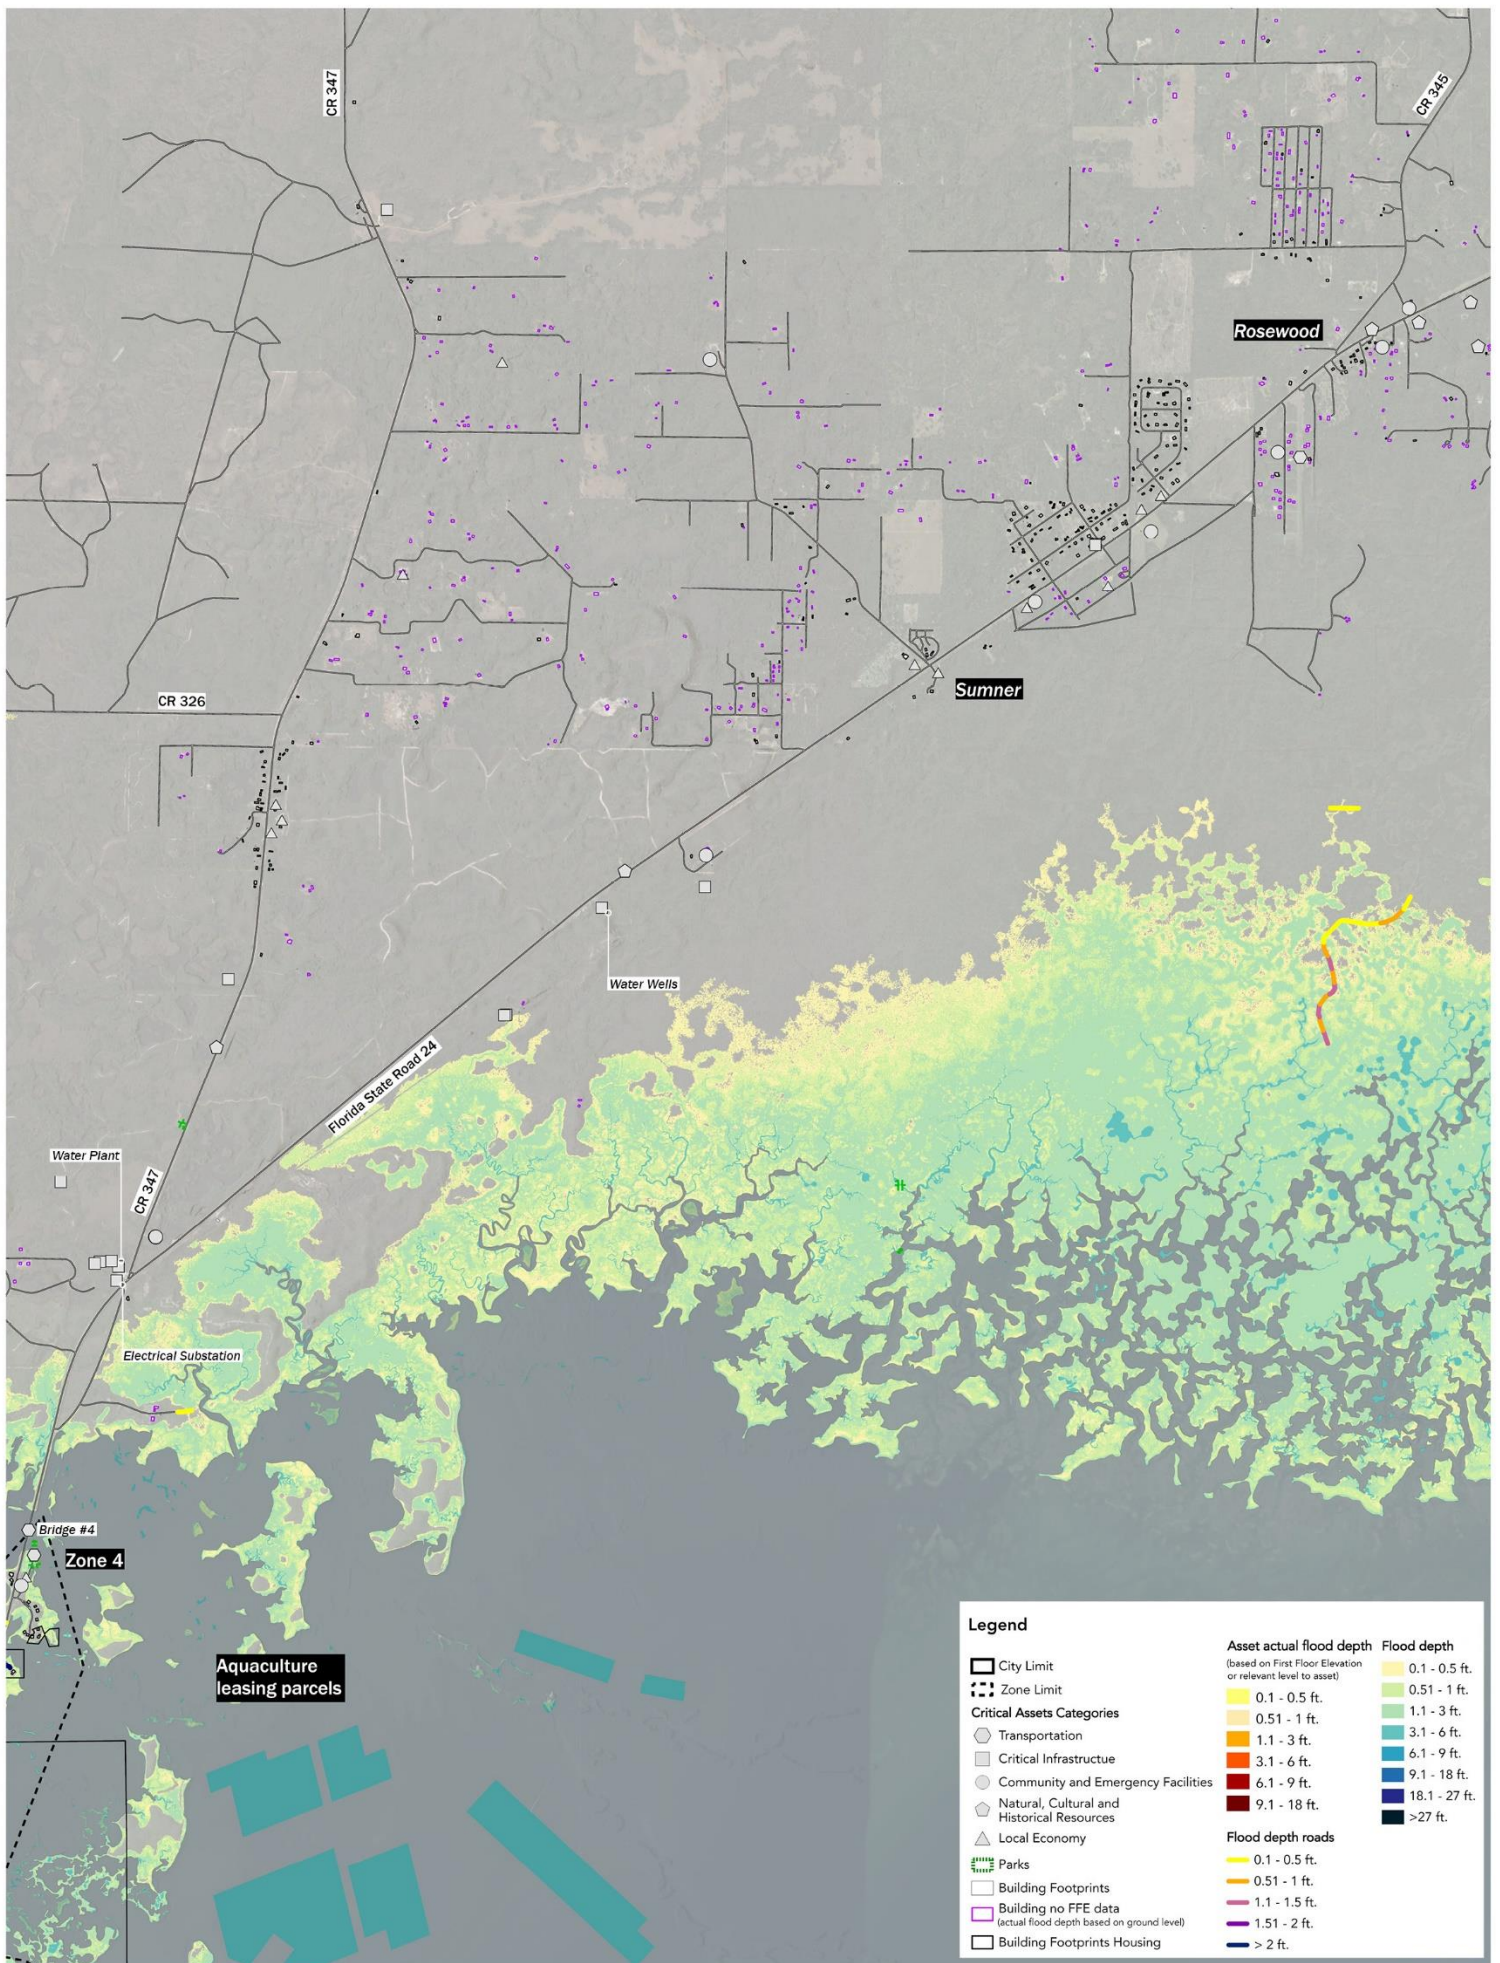 CR 347
CR 345
Rosewood
Sumner
CR 326
Water Wells
Florida State Road 24
Water Plant
CR 347
Electrical Substation
Bridge #4
Zone 4
Aquaculture
leasing parcels
Legend
City Limit
Zone Limit
Critical Assets Categories
Transportation
Critical Infrastructue
Community and Emergency Facilities
Natural, Cultural and
Historical Resources
Local Economy
Parks
Building Footprints
Building no FFE data
(actual flood depth based on ground level)
Building Footprints Housing
Asset actual flood depth
(based on First Floor Elevation
or relevant level to asset)
0.1 - 0.5 ft.
0.51 - 1 ft.
1.1 - 3 ft.
3.1 - 6 ft.
6.1 - 9 ft.
9.1 - 18 ft.
Flood depth roads
0.1 - 0.5 ft.
0.51 - 1 ft.
1.1 - 1.5 ft.
1.51 - 2 ft.
> 2 ft.
Flood depth
0.1 - 0.5 ft.
0.51 - 1 ft.
1.1 - 3 ft.
3.1 - 6 ft.
6.1 - 9 ft.
9.1 - 18 ft.
18.1 - 27 ft.
>27 ft.